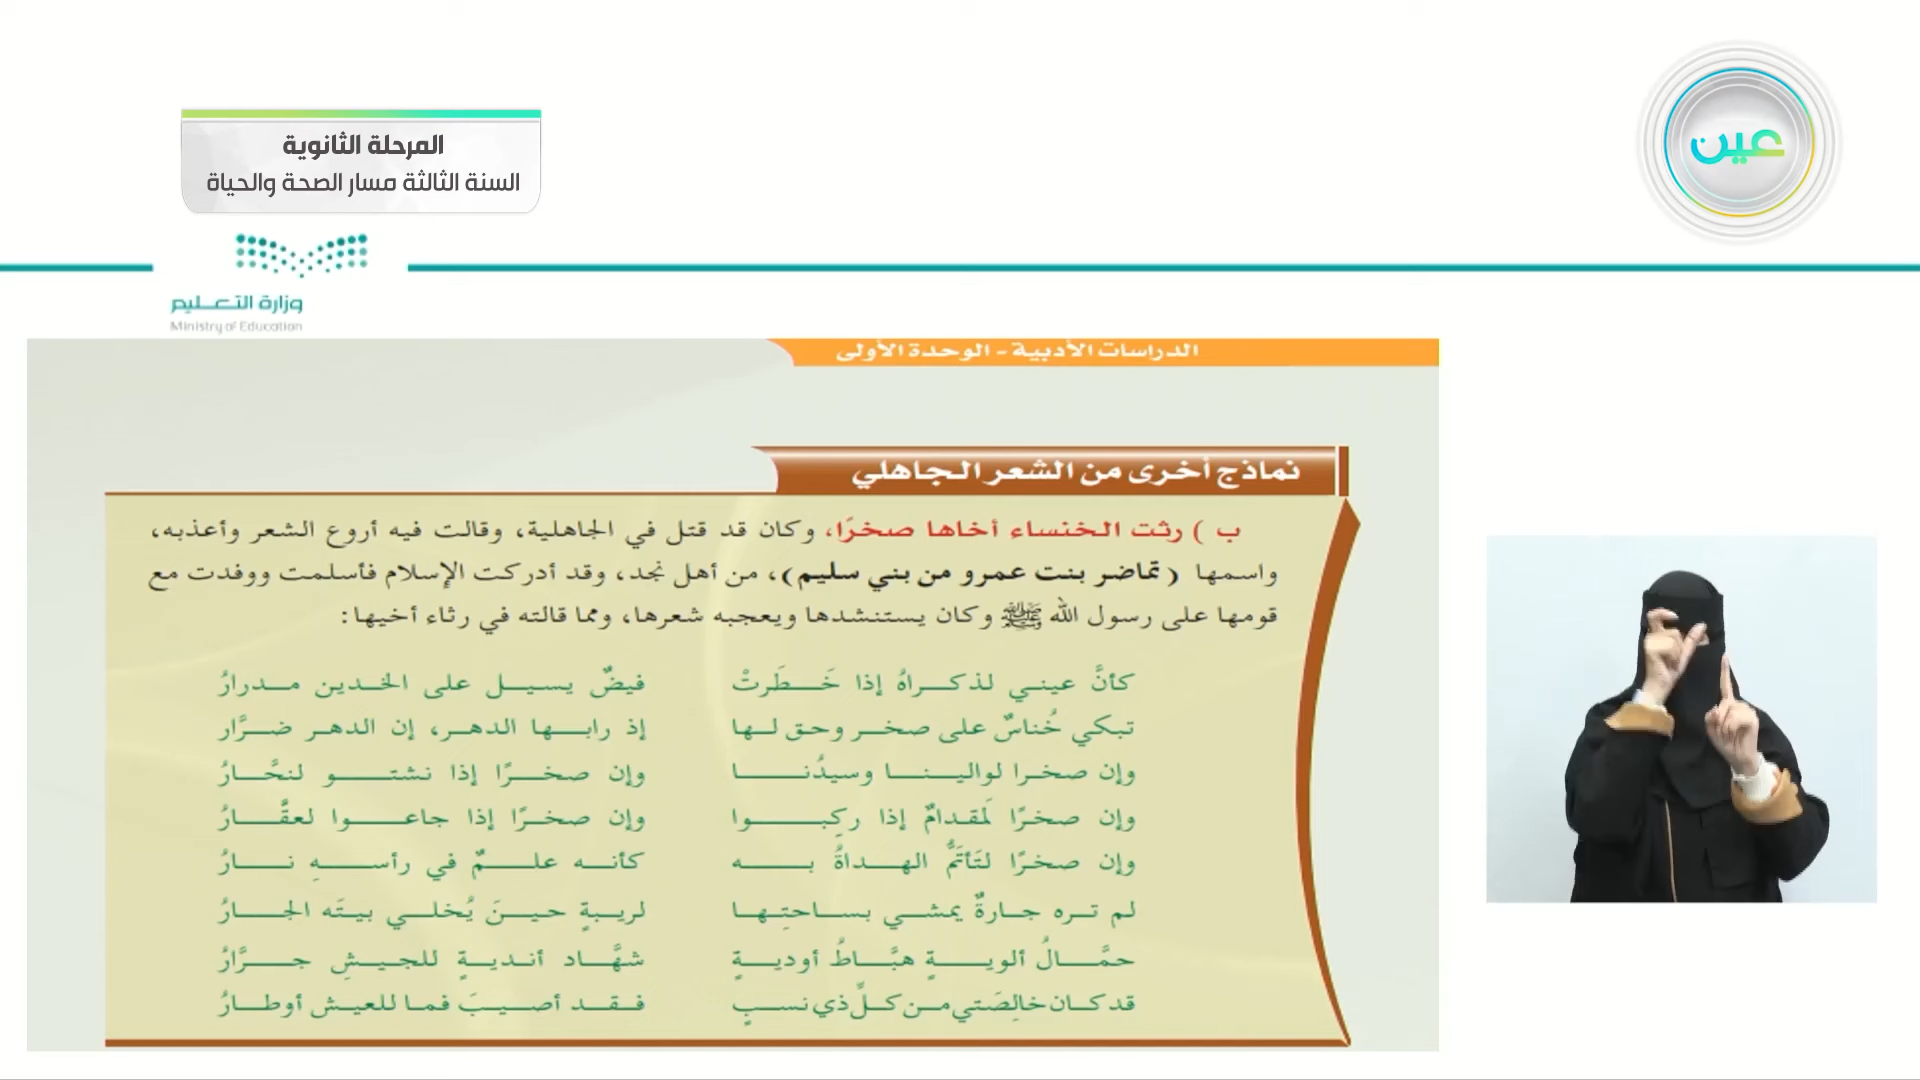 المرحلة الثانوية
السنة الثالثة مسار الصحة والحياة
عين
وزارة التعليم
Ministry of Education
الدراسات الأدبية - الوحدة الأولى
نماذج أخرى من الشعر الجاهلي
ب ) رثت الخنساء أخاها صخرًا، وكان قد قتل في الجاهلية، وقالت فيه أروع الشعر وأعذبه،
واسمها ( تماضر بنت عمرو من بني سليم )، من أهل نجد، وقد أدركت الإسلام فأسلمت ووفدت مع
قومها على رسول الله ﷺ وكان يستنشدها ويعجبه شعرها، ومما قالته في رثاء أخيها:
كأنَّ عيني لذكراهُ إذا خَطَرتْ فيضٌ يسيل على الخدين مدرارُ
تبكي خُناسٌ على صخر وحق لها إذ رابها الدهر، إن الدهر ضرَّار
وإن صخرا لوالينا وسيدُنا وإن صخرًا إذا نشتو لنحَّارُ
وإن صخرًا لَمقدامٌ إذا ركِبوا وإن صخرًا إذا جاعوا لعقَّارُ
وإن صخرًا لتَأتَمُّ الهداةُ به كأنه علمٌ في رأسهِ نارُ
لم تره جارةٌ يمشي بساحتِها لريبةٍ حينَ يُخلي بيتَه الجارُ
حمَّالُ ألويةٍ هبَّاطُ أوديةٍ شهَّاد أنديةٍ للجيشِ جرَّارُ
قد كان خالِصَتي من كلِّ ذي نسبٍ فقد أصيبَ فما للعيش أوطارُ